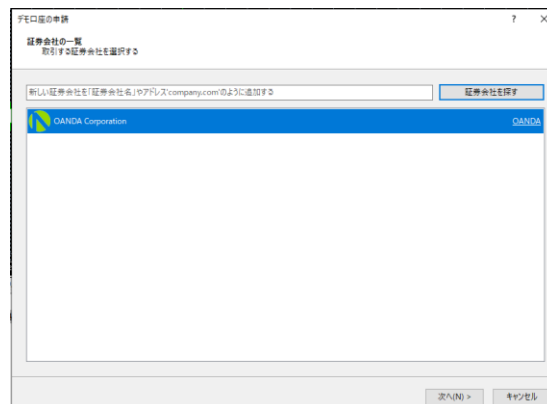 デモ口座の申請
証券会社の一覧
取引する証券会社を選択する
新しい証券会社を「証券会社名」やアドレス'company.com'のように追加する
証券会社を探す
OANDA Corporation
OANDA
次へ(N) >
キャンセル